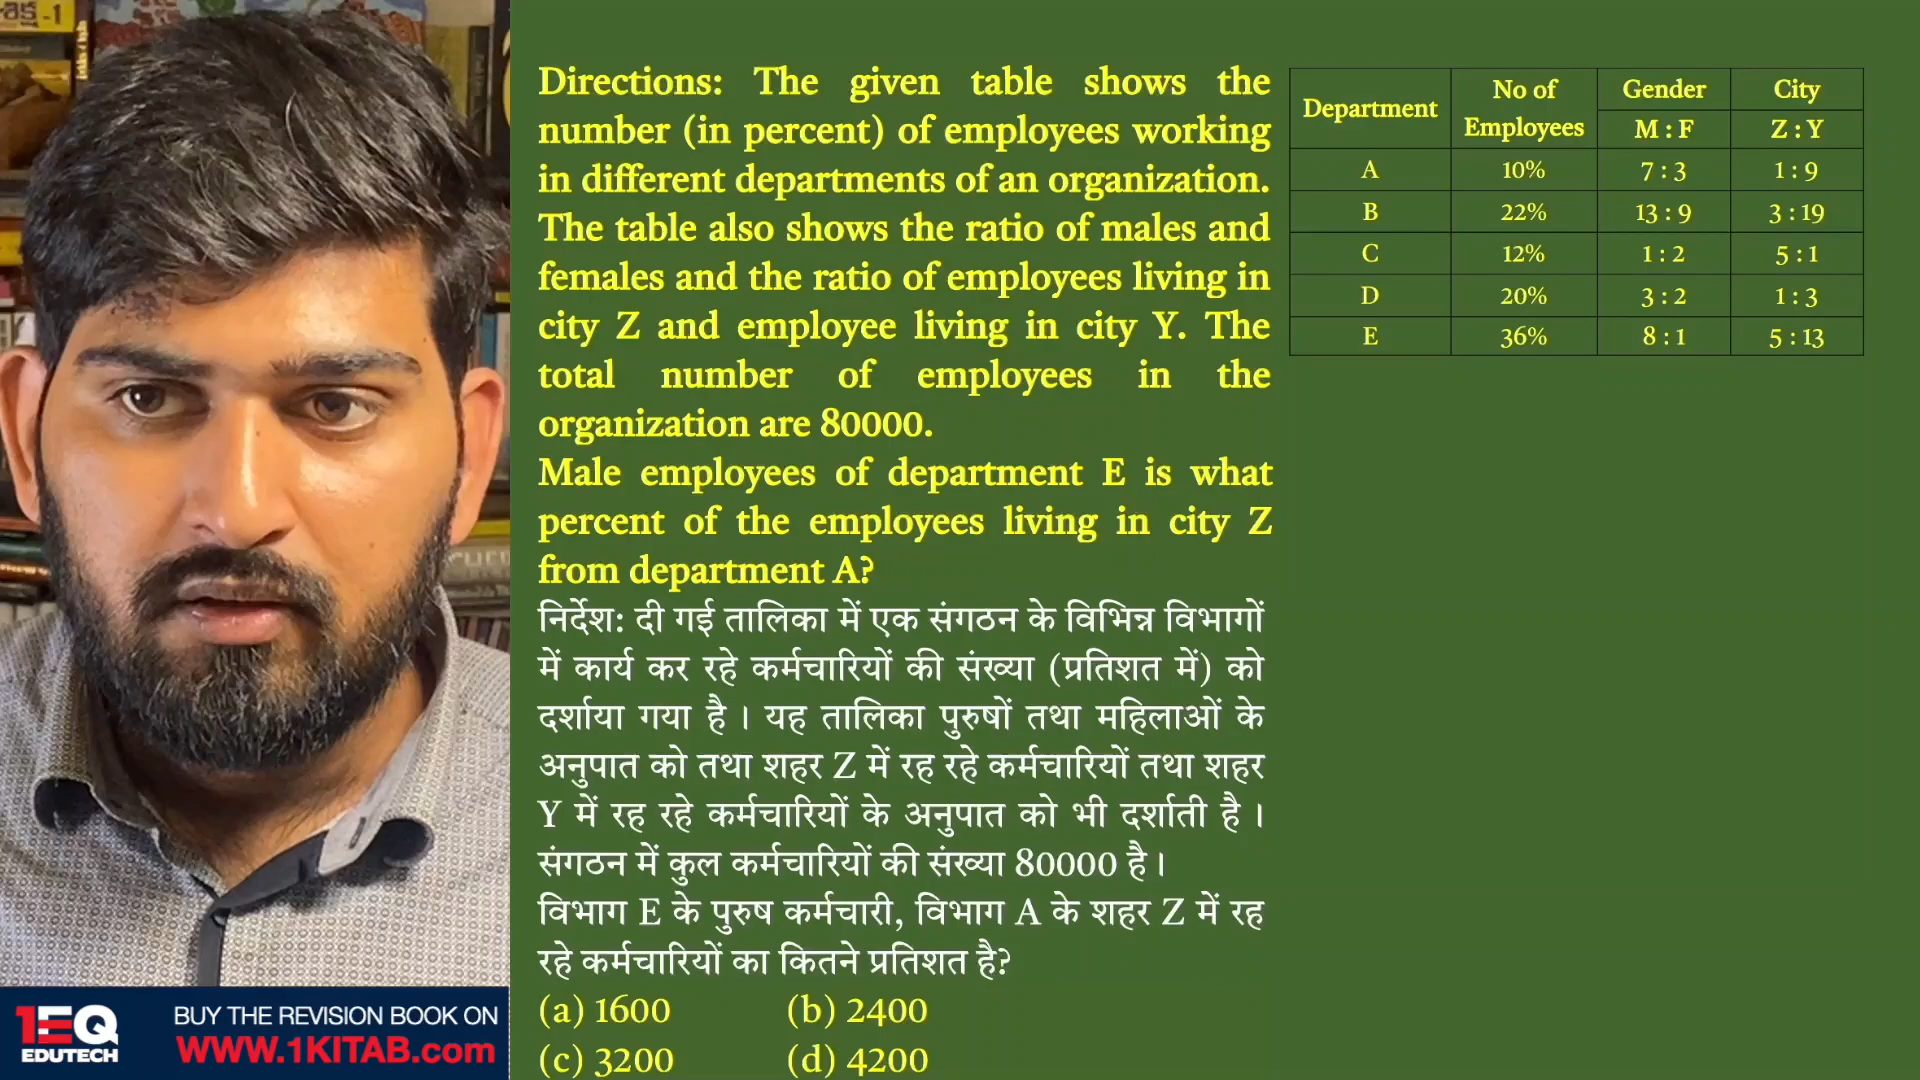 Directions: The given table shows the
number (in percent) of employees working
in different departments of an organization.
The table also shows the ratio of males and
females and the ratio of employees living in
city Z and employee living in city Y. The
total number of employees in the
organization are 80000.
Male employees of department E is what
percent of the employees living in city Z
from department A?
निर्देश: दी गई तालिका में एक संगठन के विभिन्न विभागों
में कार्य कर रहे कर्मचारियों की संख्या (प्रतिशत में) को
दर्शाया गया है । यह तालिका पुरुषों तथा महिलाओं के
अनुपात को तथा शहर Z में रह रहे कर्मचारियों तथा शहर
Y में रह रहे कर्मचारियों के अनुपात को भी दर्शाती है ।
संगठन में कुल कर्मचारियों की संख्या 80000 है ।
विभाग E के पुरुष कर्मचारी, विभाग A के शहर Z में रह
रहे कर्मचारियों का कितने प्रतिशत है?
(a) 1600 (b) 2400
(c) 3200 (d) 4200
Department No of Employees Gender City
M : F Z : Y
A 10% 7 : 3 1 : 9
B 22% 13 : 9 3 : 19
C 12% 1 : 2 5 : 1
D 20% 3 : 2 1 : 3
E 36% 8 : 1 5 : 13
1EQ
EDUTECH
BUY THE REVISION BOOK ON
WWW.1KITAB.com